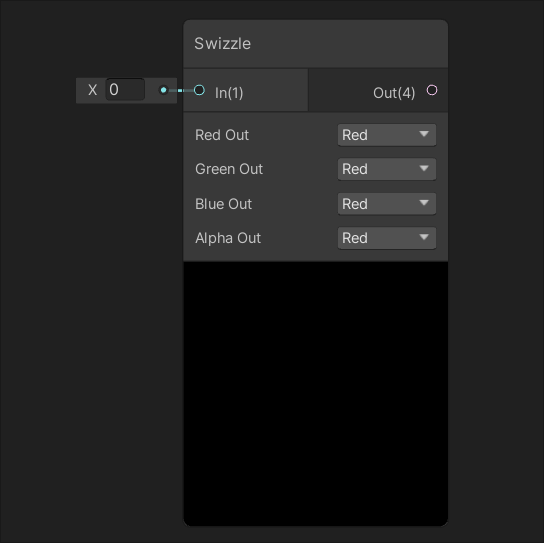 Swizzle
X 0 In(1) Out(4)
Red Out Red
Green Out Red
Blue Out Red
Alpha Out Red